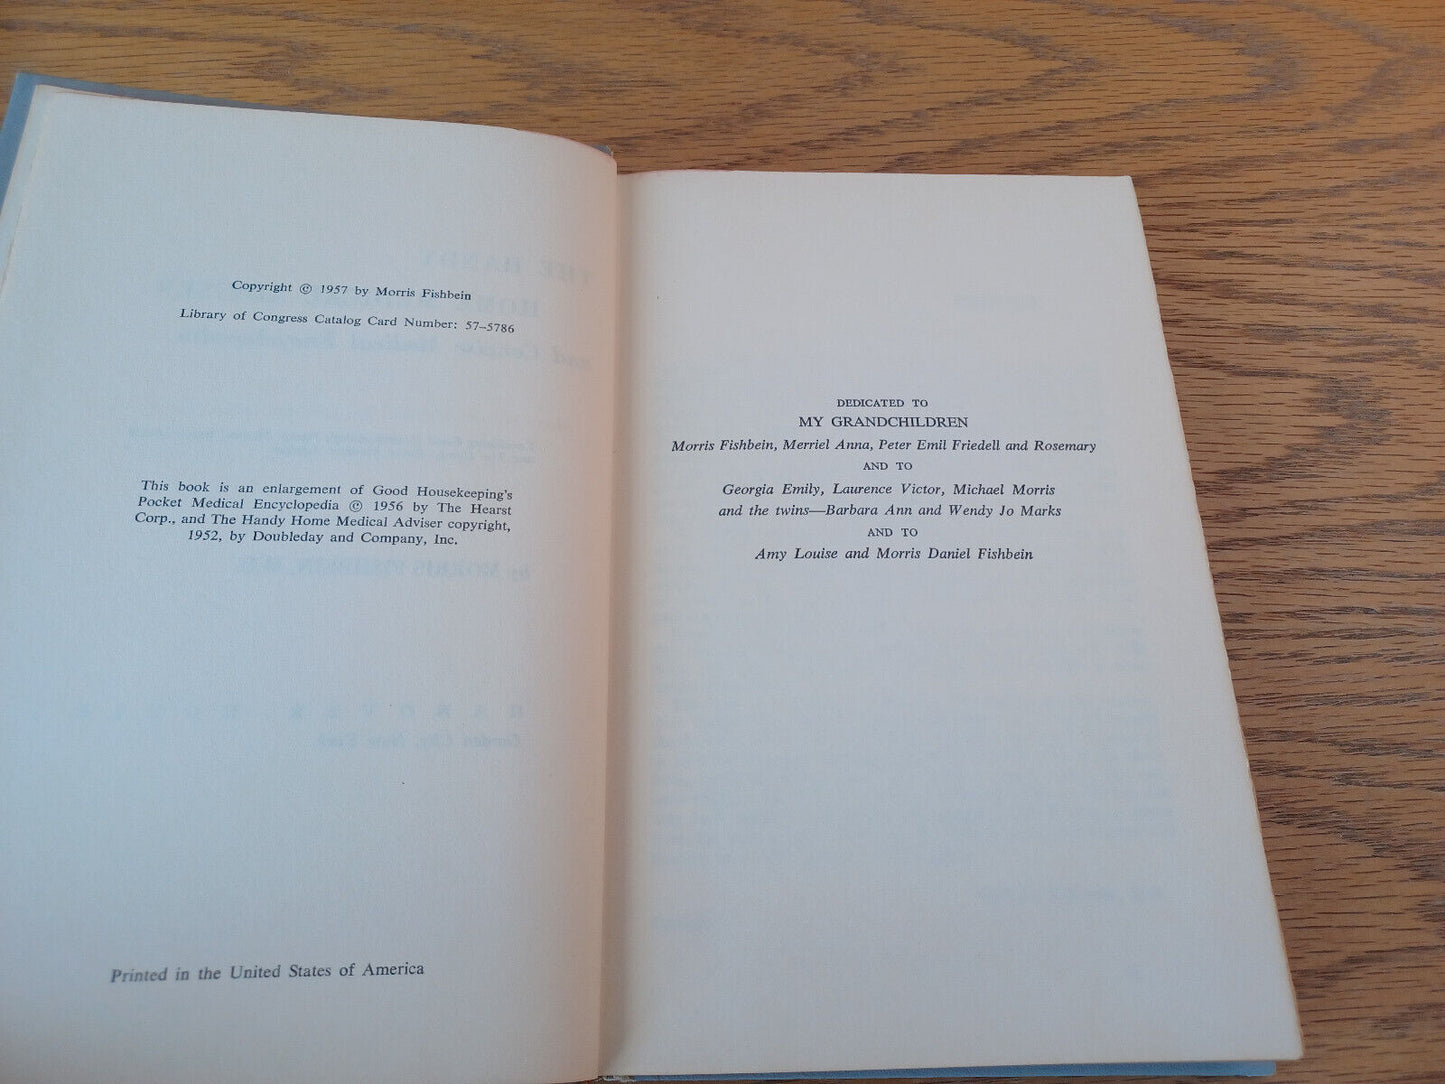 Copyright © 1957 by Morris Fishbein
Library of Congress Catalog Card Number: 57–5786
This book is an enlargement of Good Housekeeping's
Pocket Medical Encyclopedia © 1956 by The Hearst
Corp., and The Handy Home Medical Adviser copyright,
1952, by Doubleday and Company, Inc.
Printed in the United States of America
DEDICATED TO
MY GRANDCHILDREN
Morris Fishbein, Merriel Anna, Peter Emil Friedell and Rosemary
AND TO
Georgia Emily, Laurence Victor, Michael Morris
and the twins—Barbara Ann and Wendy Jo Marks
AND TO
Amy Louise and Morris Daniel Fishbein